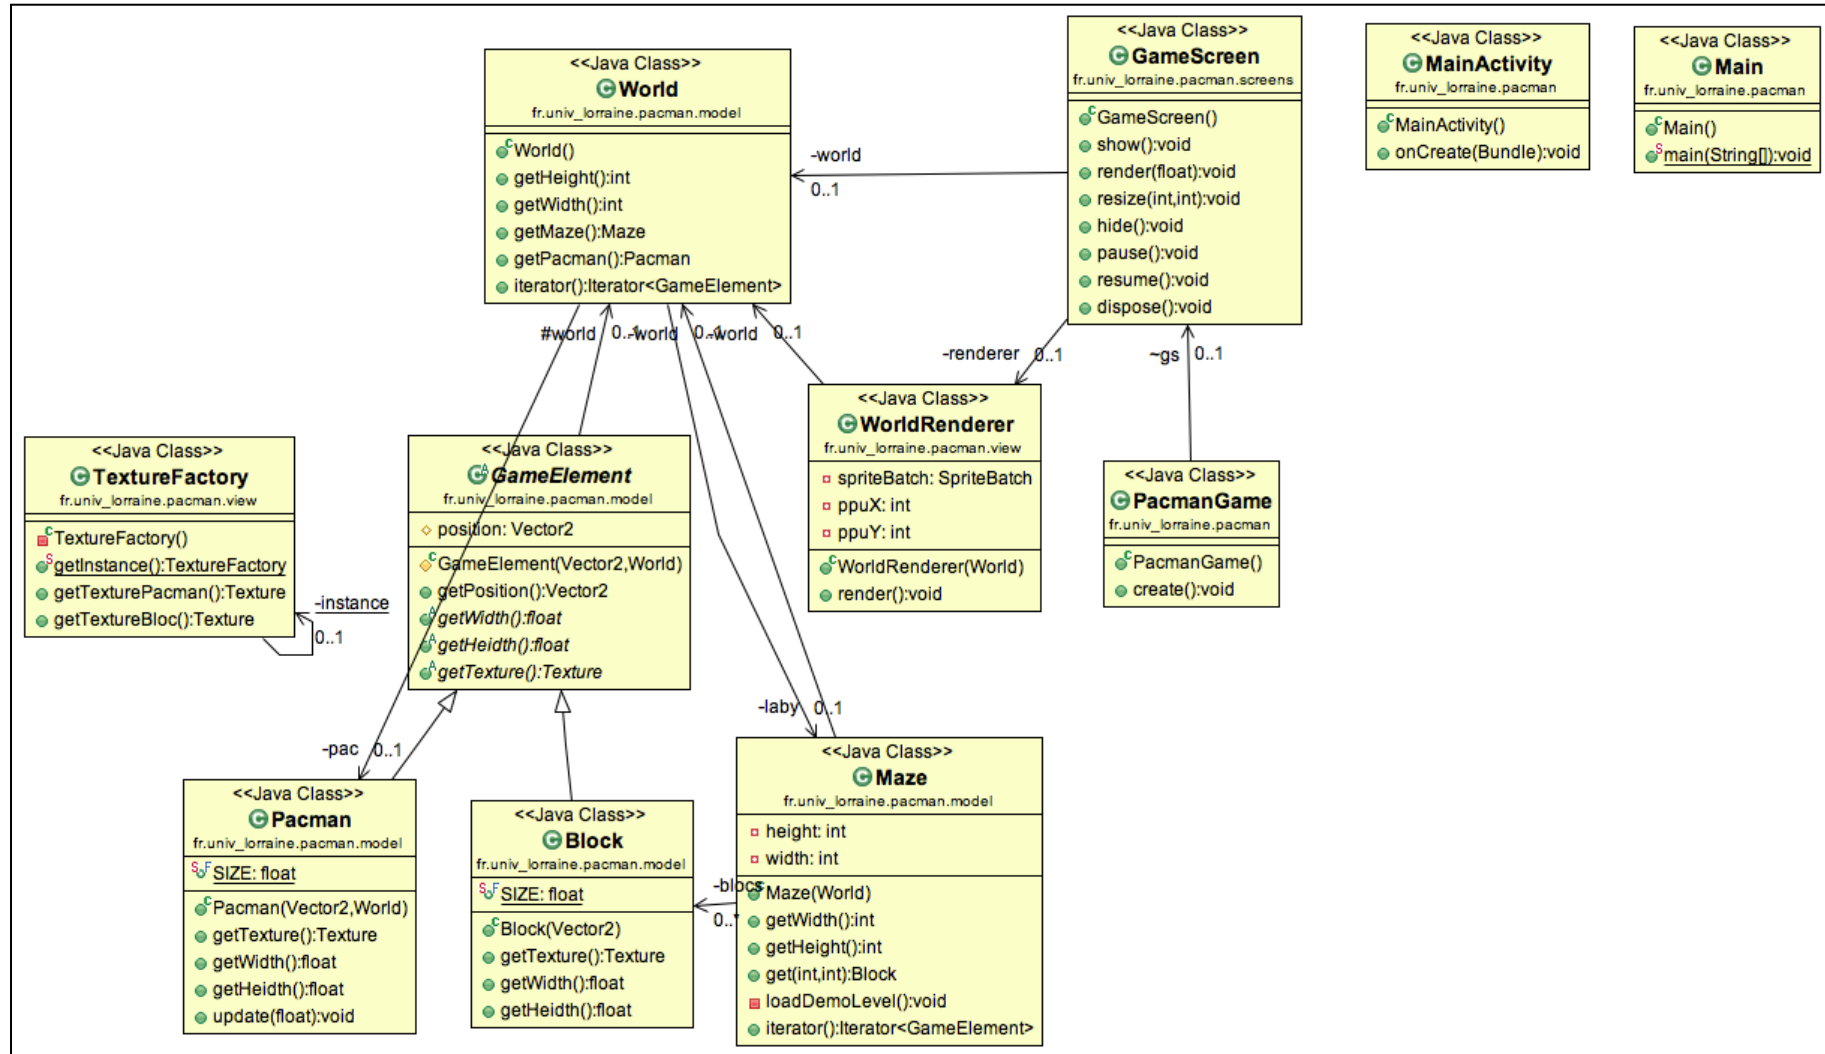 <<Java Class>>
World
fr.univ_lorraine.pacman.model
World()
getHeight():int
getWidth():int
getMaze():Maze
getPacman():Pacman
iterator():Iterator<GameElement>
<<Java Class>>
GameScreen
fr.univ_lorraine.pacman.screens
GameScreen()
show():void
render(float):void
resize(int,int):void
hide():void
pause():void
resume():void
dispose():void
<<Java Class>>
MainActivity
fr.univ_lorraine.pacman
MainActivity()
onCreate(Bundle):void
<<Java Class>>
Main
fr.univ_lorraine.pacman
Main()
main(String[]):void
-world
0..1
#world
0..1
-world
0..1
-world
0..1
-renderer
0..1
~gs
0..1
<<Java Class>>
TextureFactory
fr.univ_lorraine.pacman.view
TextureFactory()
getInstance():TextureFactory
getTexturePacman():Texture
getTextureBloc():Texture
-instance
0..1
<<Java Class>>
GameElement
fr.univ_lorraine.pacman.model
position: Vector2
GameElement(Vector2,World)
getPosition():Vector2
getWidth():float
getHeidth():float
getTexture():Texture
<<Java Class>>
WorldRenderer
fr.univ_lorraine.pacman.view
spriteBatch: SpriteBatch
ppuX: int
ppuY: int
WorldRenderer(World)
render():void
<<Java Class>>
PacmanGame
fr.univ_lorraine.pacman
PacmanGame()
create():void
-pac
0..1
-laby
0..1
<<Java Class>>
Pacman
fr.univ_lorraine.pacman.model
SIZE: float
Pacman(Vector2,World)
getTexture():Texture
getWidth():float
getHeidth():float
update(float):void
<<Java Class>>
Block
fr.univ_lorraine.pacman.model
SIZE: float
Block(Vector2)
getTexture():Texture
getWidth():float
getHeidth():float
-blocs
0..*
<<Java Class>>
Maze
fr.univ_lorraine.pacman.model
height: int
width: int
Maze(World)
getWidth():int
getHeight():int
get(int,int):Block
loadDemoLevel():void
iterator():Iterator<GameElement>